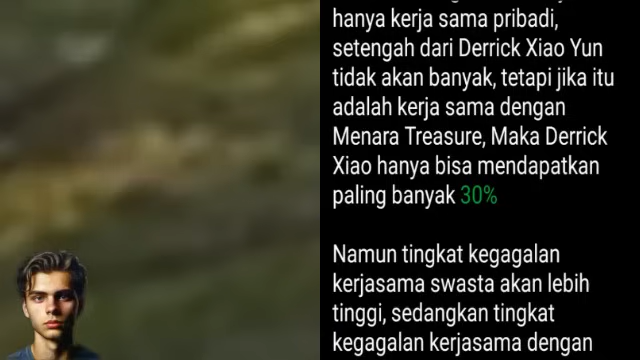 hanya kerja sama pribadi,
setengah dari Derrick Xiao Yun
tidak akan banyak, tetapi jika itu
adalah kerja sama dengan
Menara Treasure, Maka Derrick
Xiao hanya bisa mendapatkan
paling banyak 30%
Namun tingkat kegagalan
kerjasama swasta akan lebih
tinggi, sedangkan tingkat
kegagalan kerjasama dengan